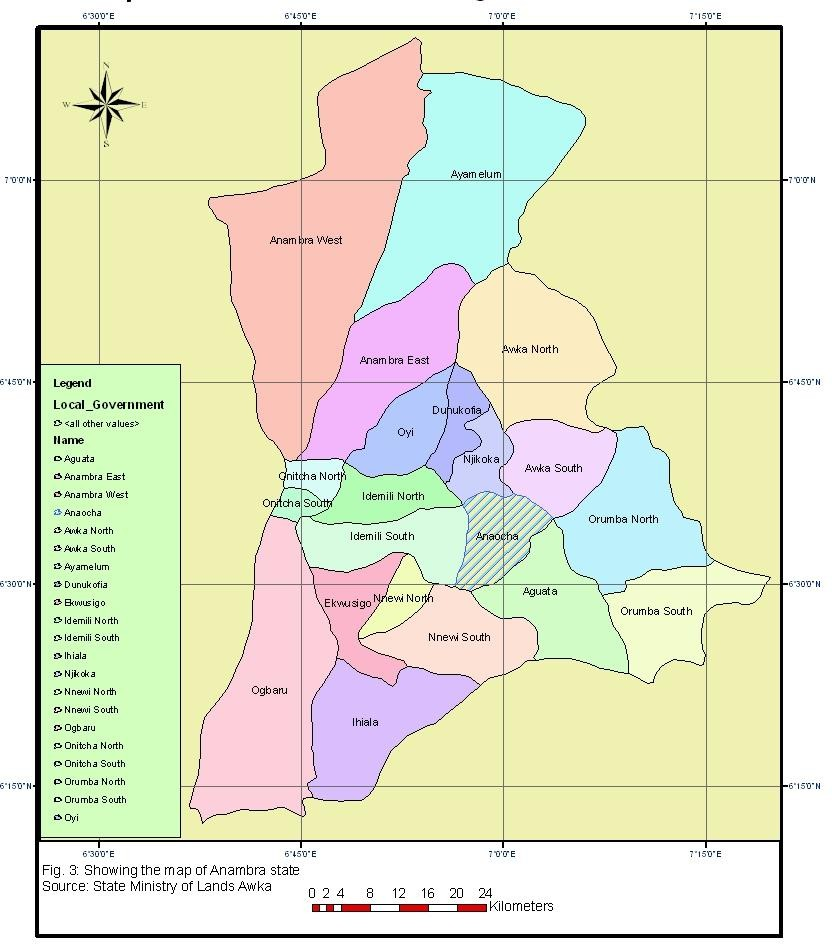 6°30'0"E 6°45'0"E 7°0'0"E 7°15'0"E
N
W E
S
7°0'0"N 7°0'0"N
Ayamelum
Anambra West
Awka North
Anambra East
6°45'0"N 6°45'0"N
Legend
Local_Government
<all other values>
Name
Aguata
Anambra East
Anambra West
Anaocha
Awka North
Awka South
Ayamelum
Dunukofia
Ekwusigo
Idemili North
Idemili South
Ihiala
Njikoka
Nnewi North
Nnewi South
Ogbaru
Onitcha North
Onitcha South
Orumba North
Orumba South
Oyi
Dunukofia
Oyi
Njikoka
Awka South
Onitcha North
Idemili North
Onitcha South
Orumba North
Idemili South
Anaocha
6°30'0"N 6°30'0"N
Aguata
Nnewi North
Ekwusigo
Orumba South
Nnewi South
Ogbaru
Ihiala
6°15'0"N 6°15'0"N
6°30'0"E 6°45'0"E 7°0'0"E 7°15'0"E
Fig. 3: Showing the map of Anambra state
Source: State Ministry of Lands Awka
0 2 4 8 12 16 20 24
Kilometers